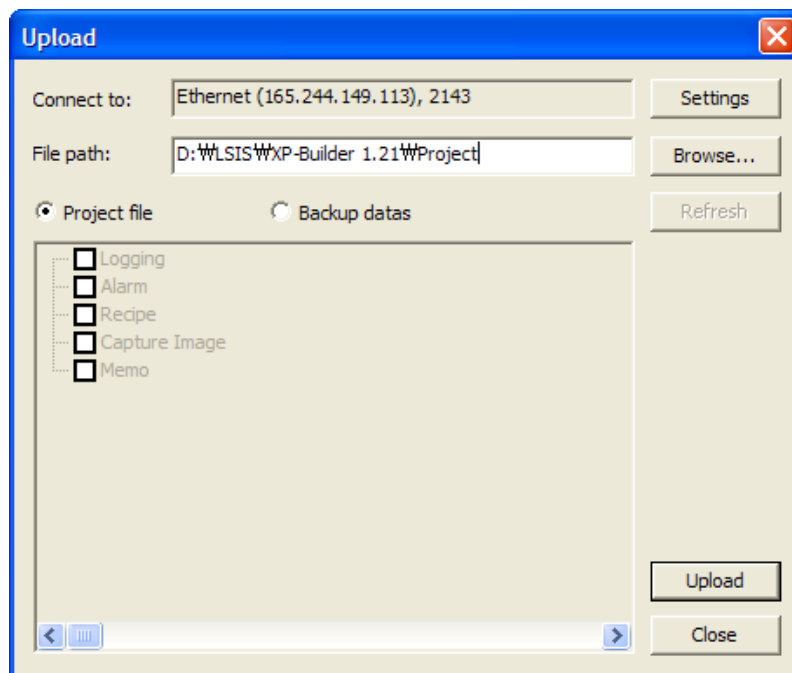 Upload
Connect to: Ethernet (165.244.149.113), 2143 Settings
File path: D:₩LSIS₩XP-Builder 1.21₩Project Browse...
Project file Backup datas Refresh
Logging
Alarm
Recipe
Capture Image
Memo
Upload
Close